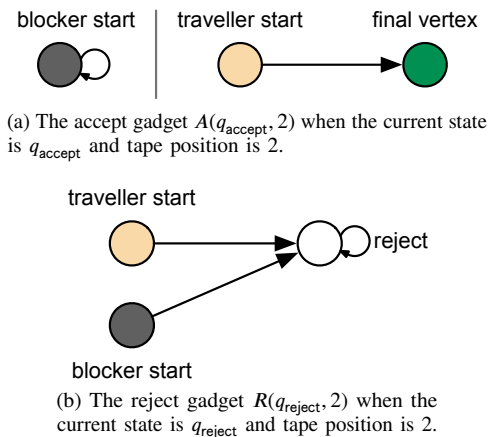 blocker start
traveller start
final vertex
(a) The accept gadget A(q_accept, 2) when the current state
is q_accept and tape position is 2.
traveller start
reject
blocker start
(b) The reject gadget R(q_reject, 2) when the
current state is q_reject and tape position is 2.